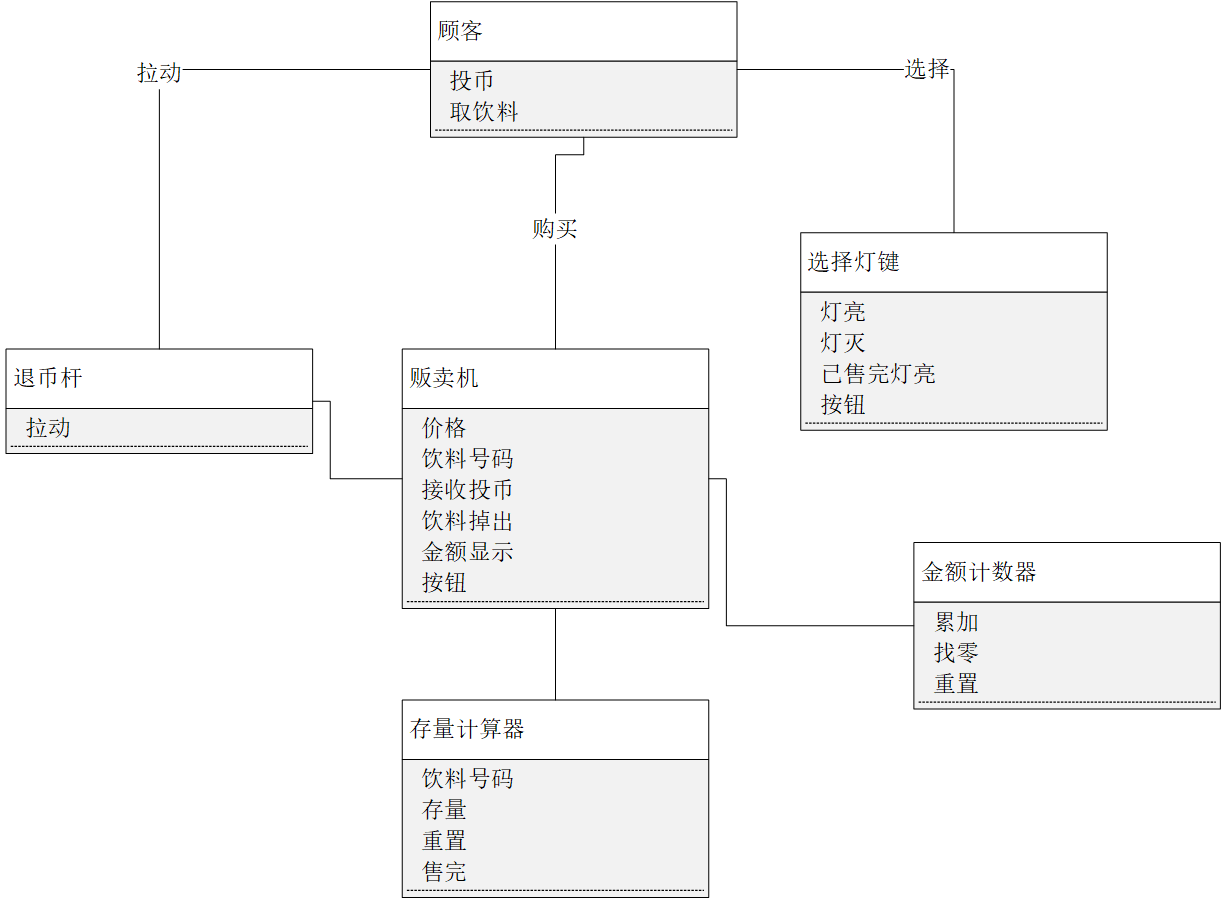 顾客
投币
取饮料
拉动
选择
购买
选择灯键
灯亮
灯灭
已售完灯亮
按钮
退币杆
拉动
贩卖机
价格
饮料号码
接收投币
饮料掉出
金额显示
按钮
金额计数器
累加
找零
重置
存量计算器
饮料号码
存量
重置
售完